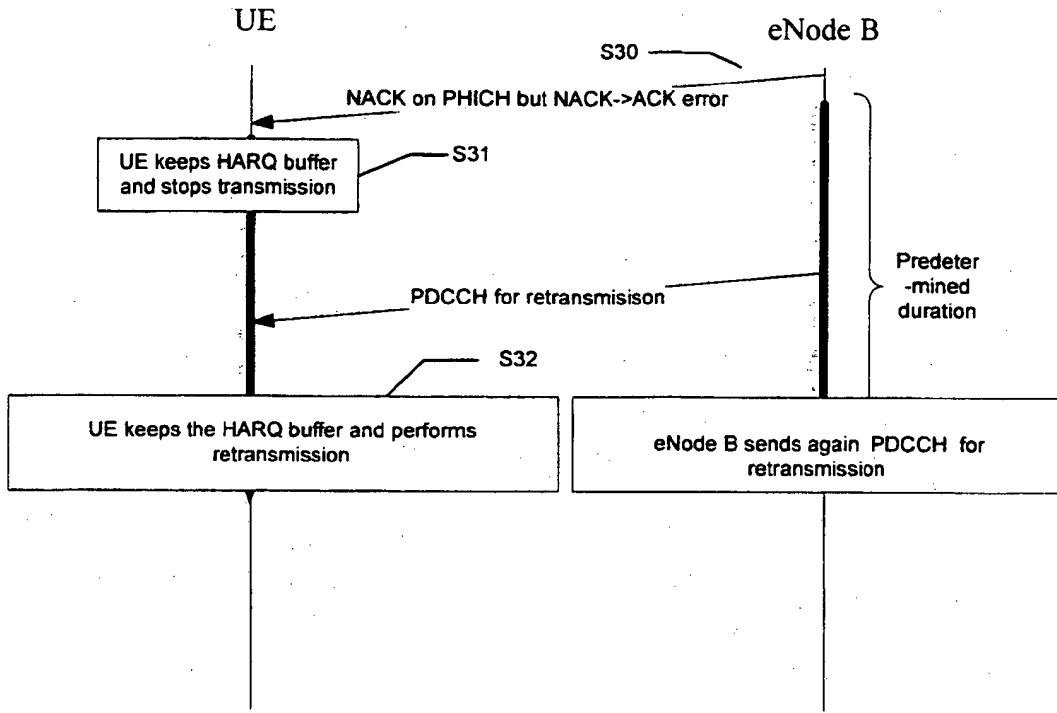 UE
eNode B
S30
NACK on PHICH but NACK->ACK error
UE keeps HARQ buffer
and stops transmission
S31
Predeter
-mined
duration
PDCCH for retransmisison
S32
UE keeps the HARQ buffer and performs
retransmission
eNode B sends again PDCCH for
retransmission